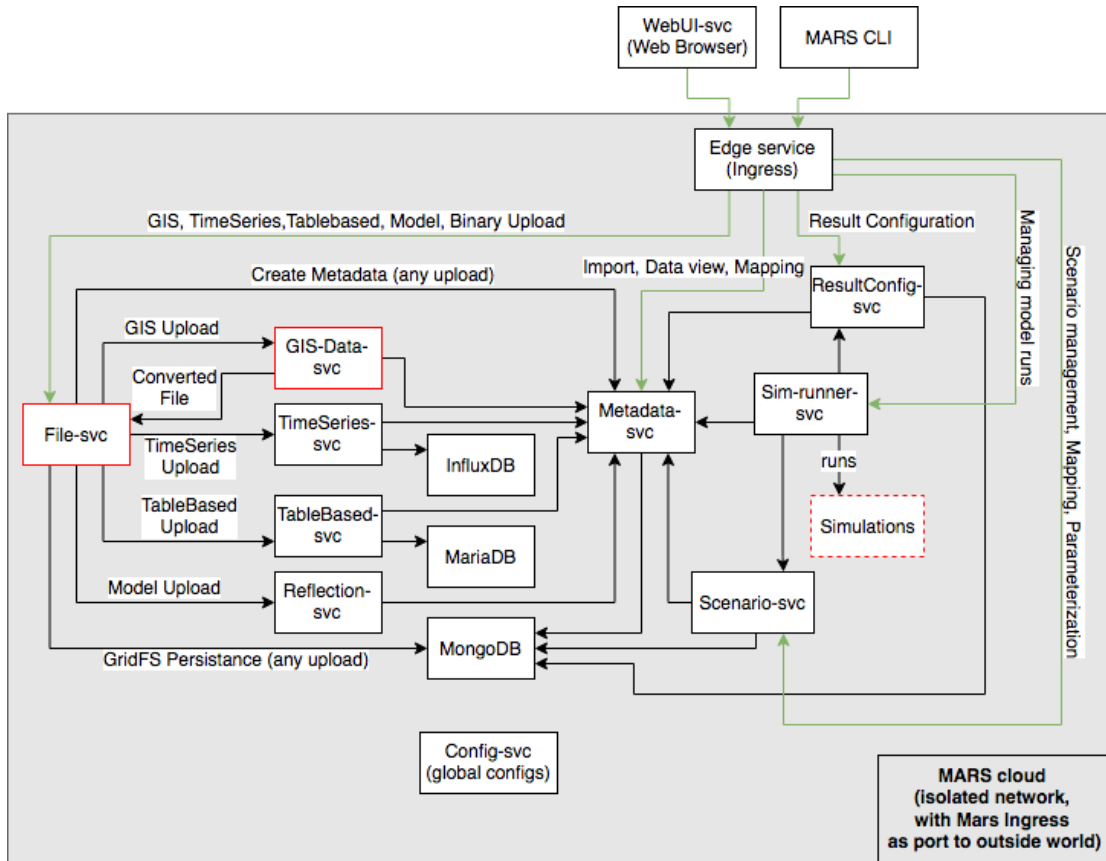 WebUI-svc
(Web Browser)
MARS CLI
Edge service
(Ingress)
GIS, TimeSeries,Tablebased, Model, Binary Upload
Result Configuration
Managing model runs
Scenario management, Mapping, Parameterization
Create Metadata (any upload)
Import, Data view, Mapping
ResultConfig-
svc
GIS Upload
GIS-Data-
svc
Converted
File
File-svc
TimeSeries
Upload
TimeSeries-
svc
InfluxDB
Metadata-
svc
Sim-runner-
svc
runs
Simulations
TableBased
Upload
TableBased-
svc
MariaDB
Model Upload
Reflection-
svc
Scenario-svc
MongoDB
GridFS Persistance (any upload)
Config-svc
(global configs)
MARS cloud
(isolated network,
with Mars Ingress
as port to outside world)